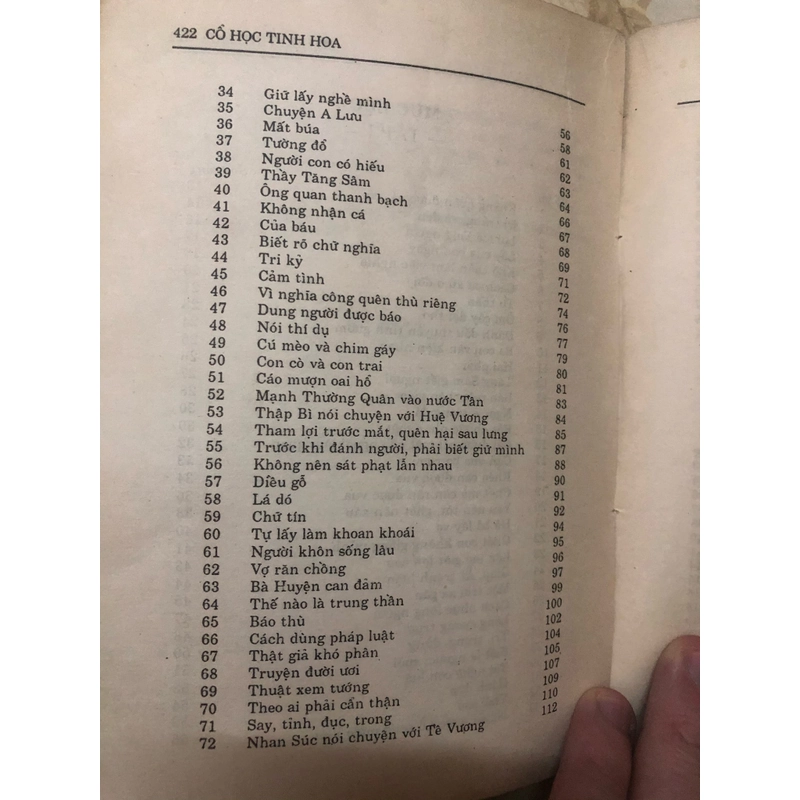 422 CỔ HỌC TINH HOA
34 Giữ lấy nghề mình 56
35 Chuyện A Lưu 58
36 Mất búa 61
37 Tường đổ 62
38 Người con có hiếu 63
39 Thầy Tăng Sâm 64
40 Ông quan thanh bạch 66
41 Không nhận cá 67
42 Của báu 68
43 Biết rõ chữ nghĩa 69
44 Tri kỷ 71
45 Cảm tình 72
46 Vì nghĩa công quên thù riêng 74
47 Dung người được báo 76
48 Nói thí dụ 77
49 Cú mèo và chim gáy 79
50 Con cò và con trai 80
51 Cáo mượn oai hổ 81
52 Mạnh Thường Quân vào nước Tần 83
53 Thập Bì nói chuyện với Huệ Vương 84
54 Tham lợi trước mắt, quên hại sau lưng 85
55 Trước khi đánh người, phải biết giữ mình 87
56 Không nên sát phạt lẫn nhau 88
57 Diều gỗ 90
58 Lá dó 91
59 Chữ tín 92
60 Tự lấy làm khoan khoái 94
61 Người khôn sống lâu 95
62 Vợ răn chồng 96
63 Bà Huyện can đảm 97
64 Thế nào là trung thần 99
65 Báo thù 100
66 Cách dùng pháp luật 102
67 Thật giả khó phân 104
68 Truyện đười ươi 105
69 Thuật xem tướng 107
70 Theo ai phải cẩn thận 109
71 Say, tỉnh, đục, trong 110
72 Nhan Súc nói chuyện với Tề Vương 112